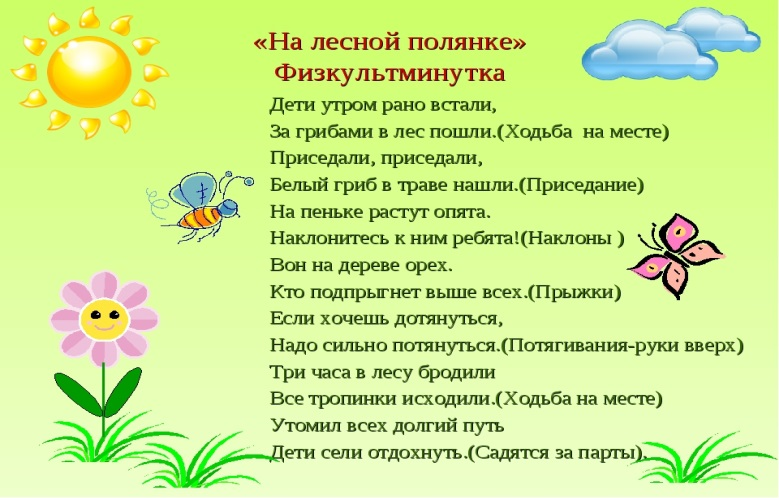 «На лесной полянке»
Физкультминутка
Дети утром рано встали,
За грибами в лес пошли.(Ходьба  на месте)
Приседали, приседали,
Белый гриб в траве нашли.(Приседание)
На пеньке растут опята.
Наклонитесь к ним ребята!(Наклоны )
Вон на дереве орех.
Кто подпрыгнет выше всех.(Прыжки)
Если хочешь дотянуться,
Надо сильно потянуться.(Потягивания-руки вверх)
Три часа в лесу бродили
Все тропинки исходили.(Ходьба на месте)
Утомил всех долгий путь
Дети сели отдохнуть.(Садятся за парты).